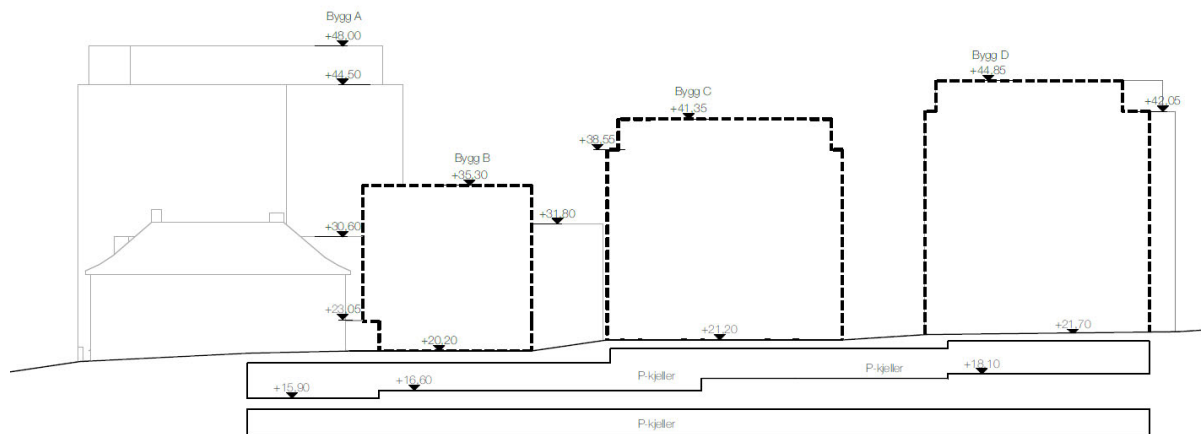 Bygg A
+48,00
+44,50
Bygg D
+44,85
+42,05
Bygg C
+41,35
+38,55
Bygg B
+35,30
+31,80
+30,60
+23,05
+20,20
+21,20
+21,70
P-kjeller
P-kjeller
+18,10
+15,90
+16,60
P-kjeller